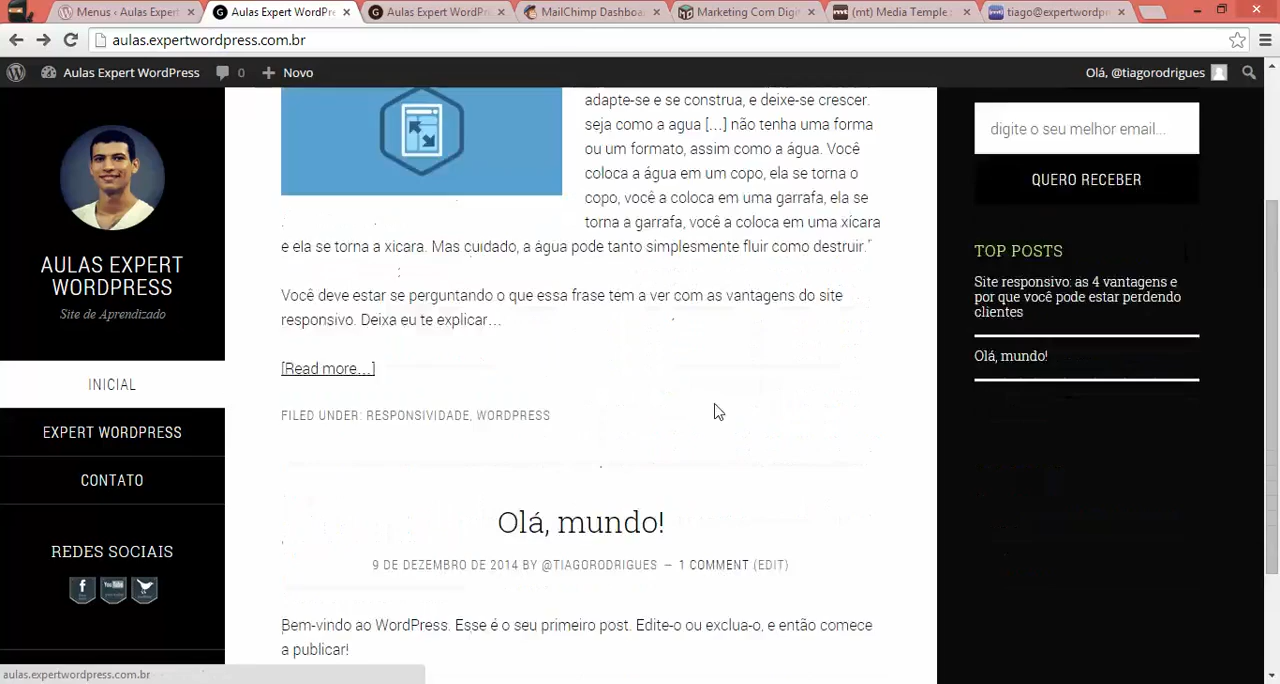 Menus ‹ Aulas Expert
Aulas Expert WordPre
Aulas Expert WordPre
MailChimp Dashboa
Marketing Com Digi
(mt) Media Temple :
tiago@expertwordpr
aulas.expertwordpress.com.br
Aulas Expert WordPress
0
Novo
Olá, @tiagorodrigues
AULAS EXPERT
WORDPRESS
Site de Aprendizado
INICIAL
EXPERT WORDPRESS
CONTATO
REDES SOCIAIS
You Tube
adapte-se e se construa, e deixe-se crescer.
seja como a agua [...] não tenha uma forma
ou um formato, assim como a água. Você
coloca a água em um copo, ela se torna o
copo, você a coloca em uma garrafa, ela se
torna a garrafa, você a coloca em uma xícara
e ela se torna a xicara. Mas cuidado, a água pode tanto simplesmente fluir como destruir."
Você deve estar se perguntando o que essa frase tem a ver com as vantagens do site
responsivo. Deixa eu te explicar...
[Read more...]
FILED UNDER: RESPONSIVIDADE, WORDPRESS
Olá, mundo!
9 DE DEZEMBRO DE 2014 BY @TIAGORODRIGUES — 1 COMMENT (EDIT)
Bem-vindo ao WordPress. Esse é o seu primeiro post. Edite-o ou exclua-o, e então comece
a publicar!
digite o seu melhor email...
QUERO RECEBER
TOP POSTS
Site responsivo: as 4 vantagens e
por que você pode estar perdendo
clientes
Olá, mundo!
aulas.expertwordpress.com.br